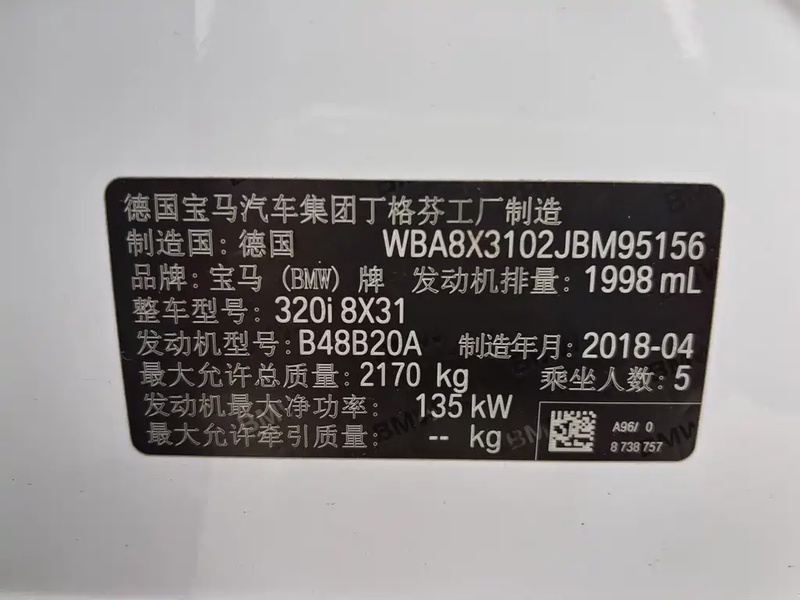 德国宝马汽车集团丁格芬工厂制造
制造国: 德国 WBA8X3102JBM95156
品牌: 宝马 (BMW) 牌 发动机排量: 1998 mL
整车型号: 320i 8X31
发动机型号: B48B20A 制造年月: 2018-04
最大允许总质量: 2170 kg 乘坐人数: 5
发动机最大净功率: 135 kW
最大允许牵引质量: -- kg
A96/ 0
8 738 757